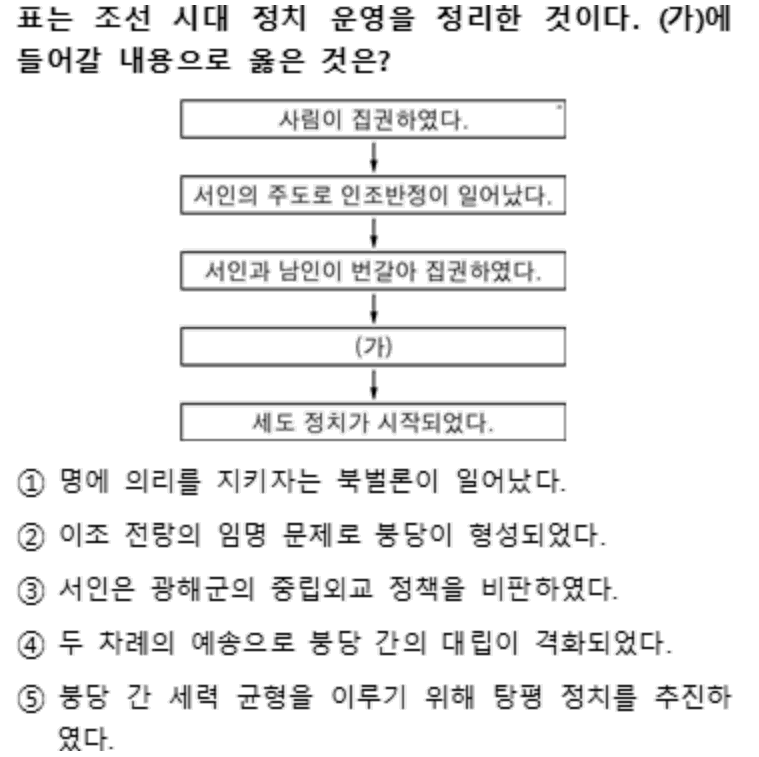 표는 조선 시대 정치 운영을 정리한 것이다. (가)에
들어갈 내용으로 옳은 것은?
사림이 집권하였다.
서인의 주도로 인조반정이 일어났다.
서인과 남인이 번갈아 집권하였다.
(가)
세도 정치가 시작되었다.
① 명에 의리를 지키자는 북벌론이 일어났다.
② 이조 전랑의 임명 문제로 붕당이 형성되었다.
③ 서인은 광해군의 중립외교 정책을 비판하였다.
④ 두 차례의 예송으로 붕당 간의 대립이 격화되었다.
⑤ 붕당 간 세력 균형을 이루기 위해 탕평 정치를 추진하
였다.